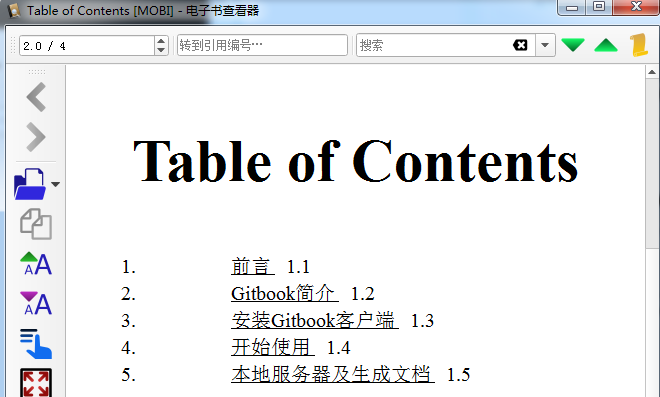 Table of Contents [MOBI] - 电子书查看器
2.0 / 4
转到引用编号…
搜索
Table of Contents
1. 前言 1.1
2. Gitbook简介 1.2
3. 安装Gitbook客户端 1.3
4. 开始使用 1.4
5. 本地服务器及生成文档 1.5